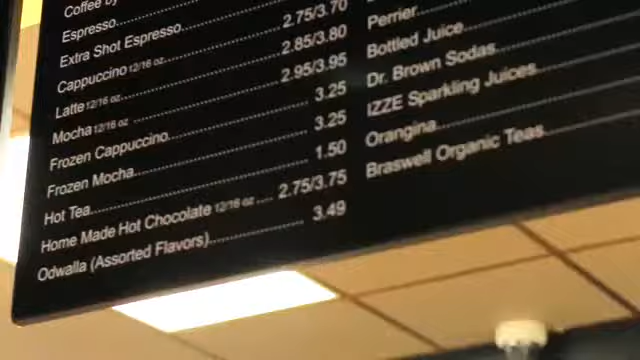 Coffee by
Espresso
Extra Shot Espresso
Cappuccino 12/16 oz 2.75/3.70
Latte 12/16 oz 2.85/3.80
Mocha 12/16 oz 2.95/3.95
Frozen Cappuccino 3.25
Frozen Mocha 3.25
Hot Tea 1.50
Home Made Hot Chocolate 12/16 oz .... 2.75/3.75
Odwalla (Assorted Flavors) 3.49
Perrier
Bottled Juice
Dr. Brown Sodas
IZZE Sparkling Juices
Orangina
Braswell Organic Teas